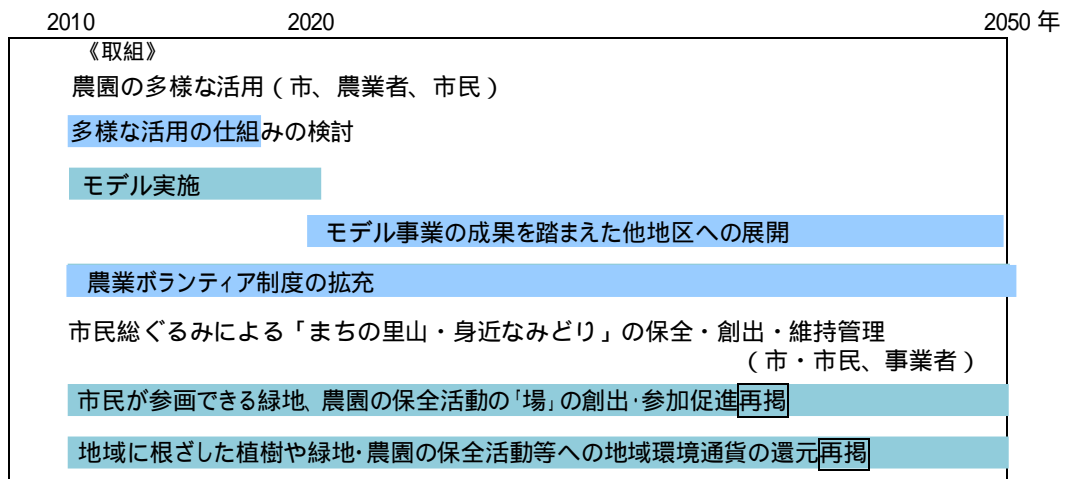 2010 2020 2050 年
《取組》
農園の多様な活用(市、農業者、市民)
多様な活用の仕組みの検討
モデル実施
モデル事業の成果を踏まえた他地区への展開
農業ボランティア制度の拡充
市民総ぐるみによる「まちの里山・身近なみどり」の保全・創出・維持管理
(市・市民、事業者)
市民が参画できる緑地、農園の保全活動の「場」の創出・参加促進再掲
地域に根ざした植樹や緑地・農園の保全活動等への地域環境通貨の還元再掲